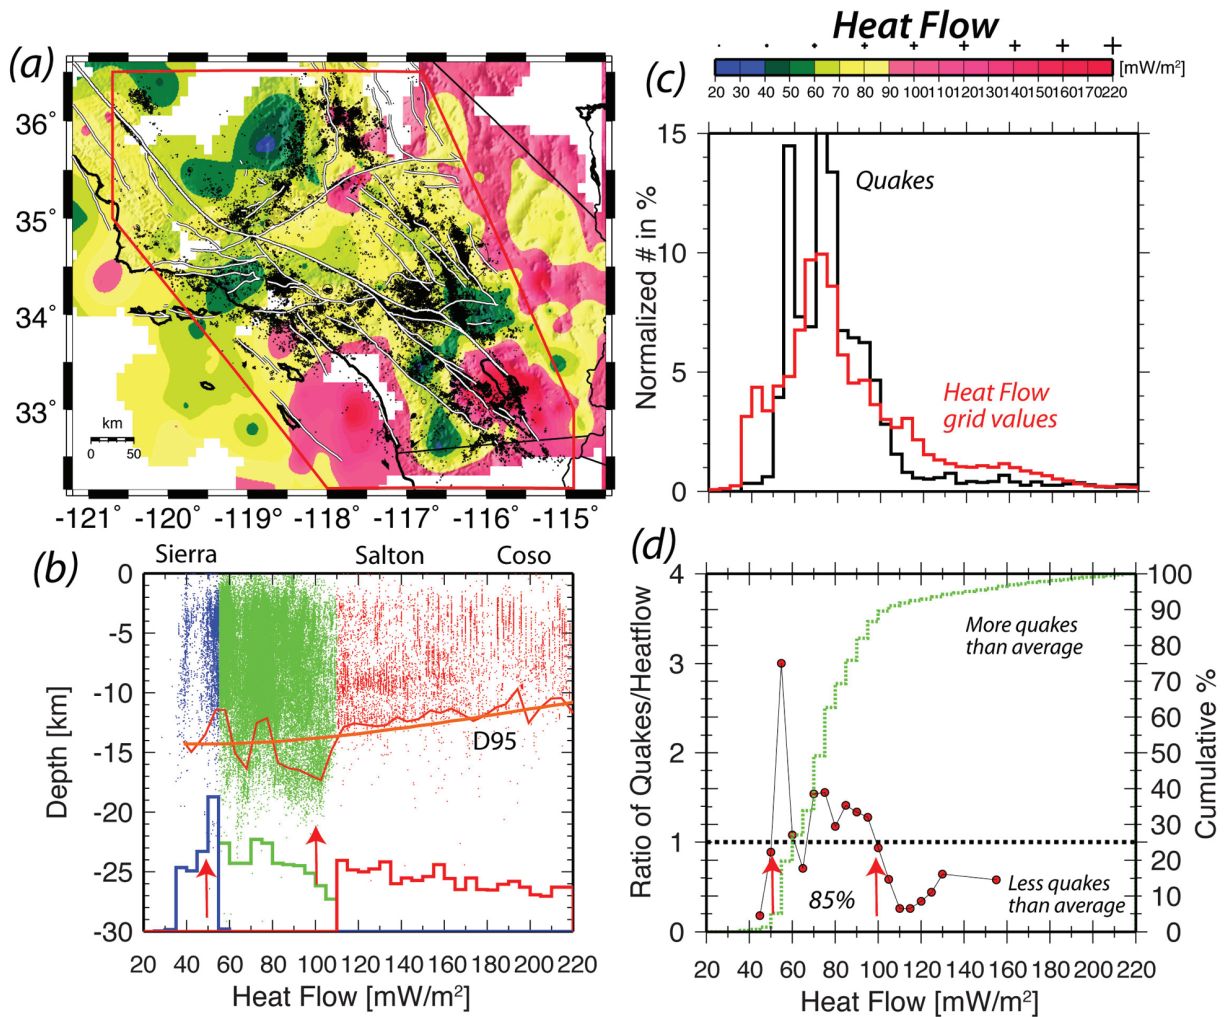 Heat Flow
[mW/m²]
20 30 40 50 60 70 80 90 100 110 120 130 140 150 160 170 220
(a)
36°
35°
34°
33°
km
0 50
-121° -120° -119° -118° -117° -116° -115°
(c)
15
10
5
0
Normalized # in %
Quakes
Heat Flow
grid values
(b)
Sierra Salton Coso
0
-5
-10
-15
-20
-25
-30
Depth [km]
D95
20 40 60 80 100 120 140 160 180 200 220
Heat Flow [mW/m²]
(d)
4
3
2
1
0
Ratio of Quakes/Heatflow
More quakes
than average
85%
Less quakes
than average
100
90
80
70
60
50
40
30
20
10
0
Cumulative %
20 40 60 80 100 120 140 160 180 200 220
Heat Flow [mW/m²]